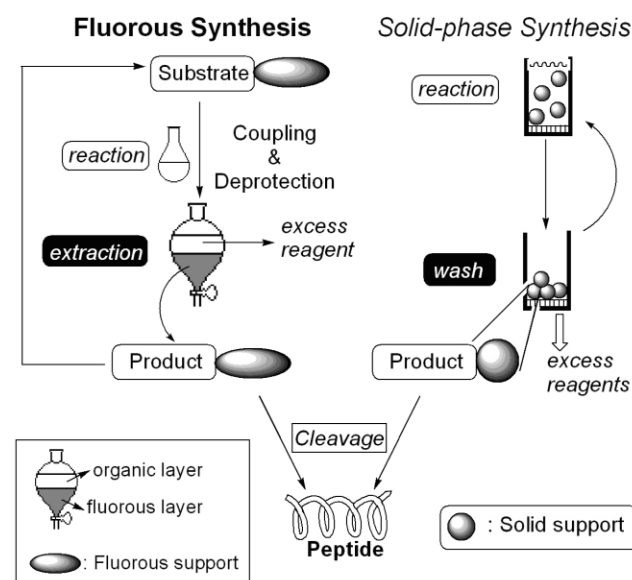 Fluorous Synthesis
Substrate
reaction
Coupling
&
Deprotection
extraction
excess
reagent
Product
Solid-phase Synthesis
reaction
wash
Product
excess
reagents
Cleavage
Peptide
organic layer
fluorous layer
: Fluorous support
: Solid support